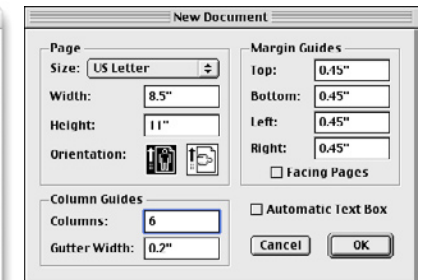 New Document
Page
Size: US Letter
Width: 8.5"
Height: 11"
Orientation:
Column Guides
Columns: 6
Gutter Width: 0.2"
Margin Guides
Top: 0.45"
Bottom: 0.45"
Left: 0.45"
Right: 0.45"
Facing Pages
Automatic Text Box
Cancel OK